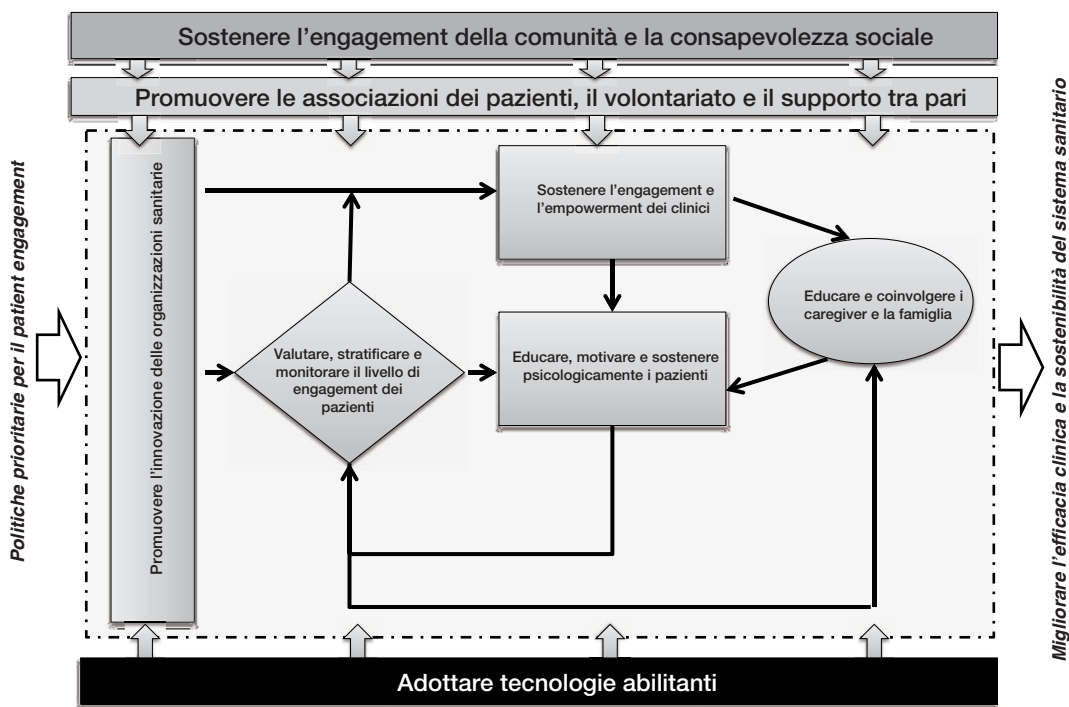 Sostenere l'engagement della comunità e la consapevolezza sociale
Promuovere le associazioni dei pazienti, il volontariato e il supporto tra pari
Politiche prioritarie per il patient engagement
Promuovere l'innovazione delle organizzazioni sanitarie
Sostenere l'engagement e
l'empowerment dei clinici
Educare e coinvolgere i
caregiver e la famiglia
Valutare, stratificare e
monitorare il livello di
engagement dei
pazienti
Educare, motivare e sostenere
psicologicamente i pazienti
Adottare tecnologie abilitanti
Migliorare l'efficacia clinica e la sostenibilità del sistema sanitario